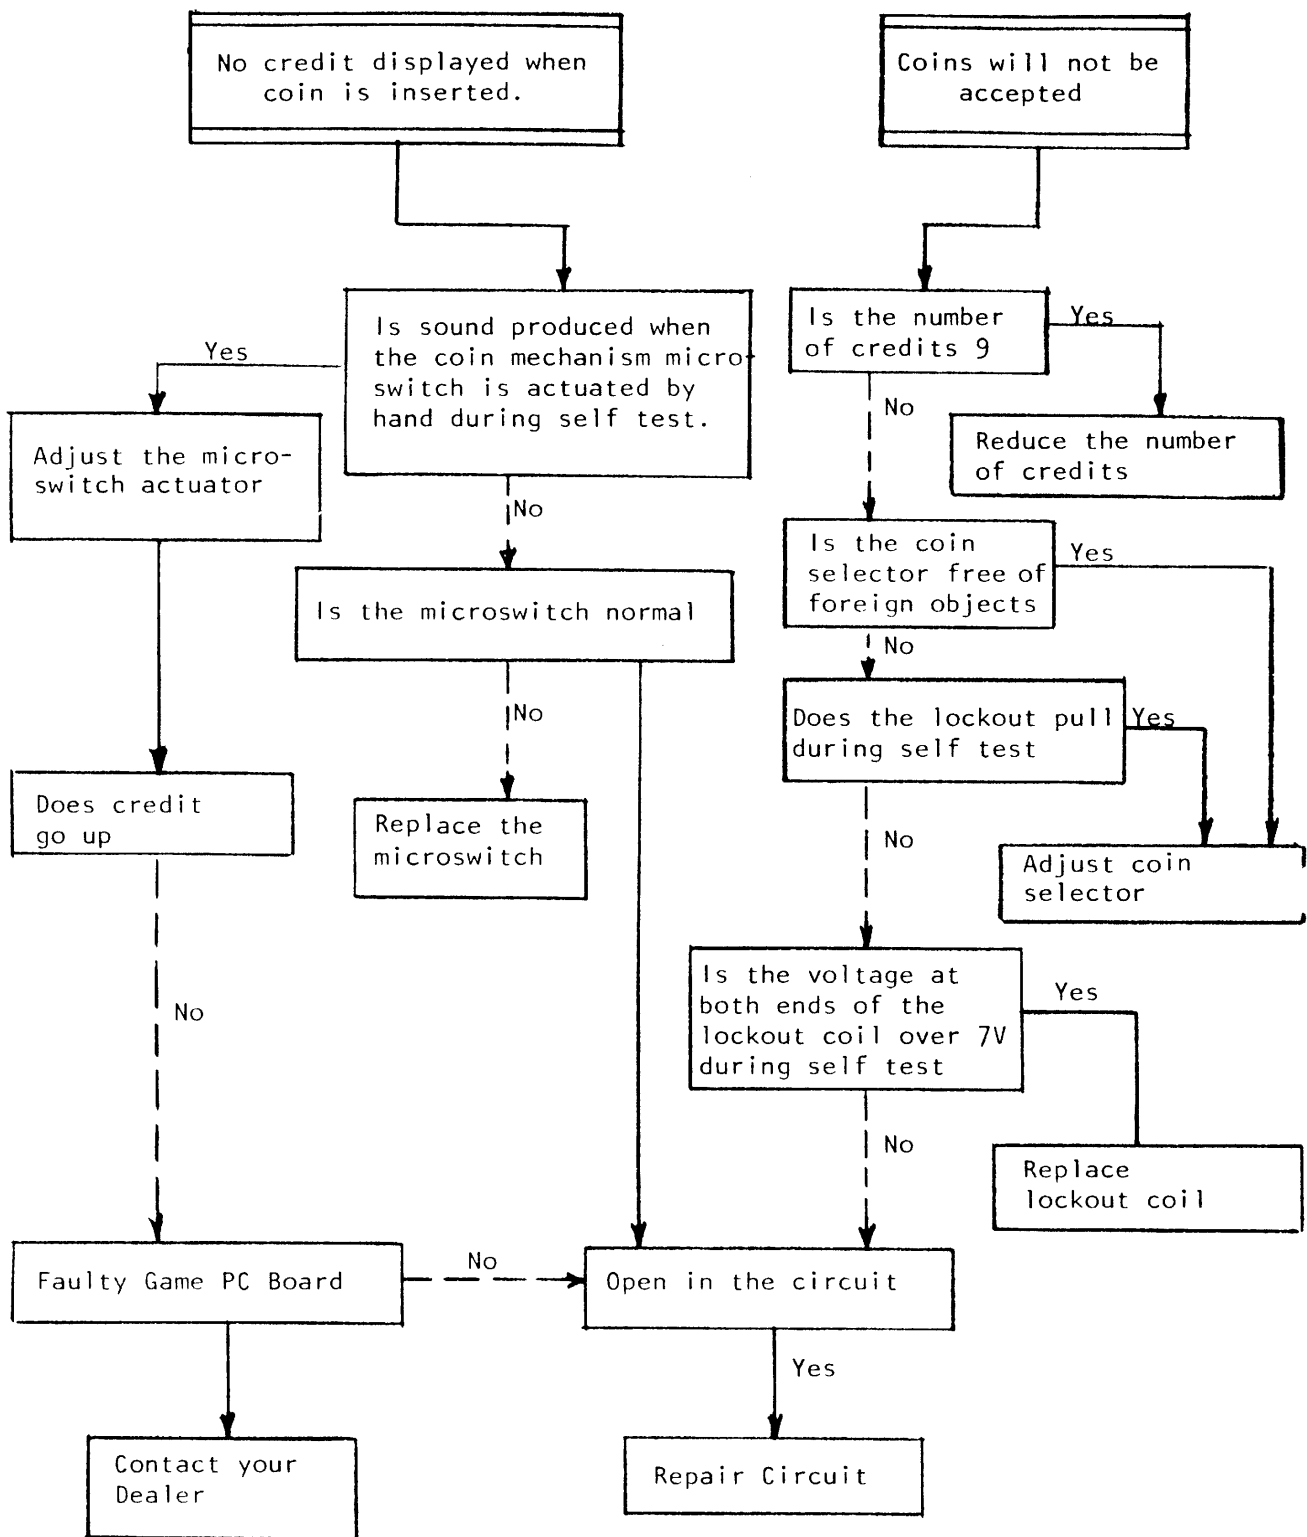 No credit displayed when
coin is inserted.
Coins will not be
accepted
Is sound produced when
the coin mechanism micro-
switch is actuated by
hand during self test.
Yes
Is the number
of credits 9
Yes
No
Adjust the micro-
switch actuator
Reduce the number
of credits
No
Is the coin
selector free of
foreign objects
Yes
Is the microswitch normal
No
Does the lockout pull
during self test
Yes
No
Does credit
go up
Replace the
microswitch
No
Adjust coin
selector
No
Is the voltage at
both ends of the
lockout coil over 7V
during self test
Yes
No
Replace
lockout coil
Faulty Game PC Board
No
Open in the circuit
Yes
Contact your
Dealer
Repair Circuit